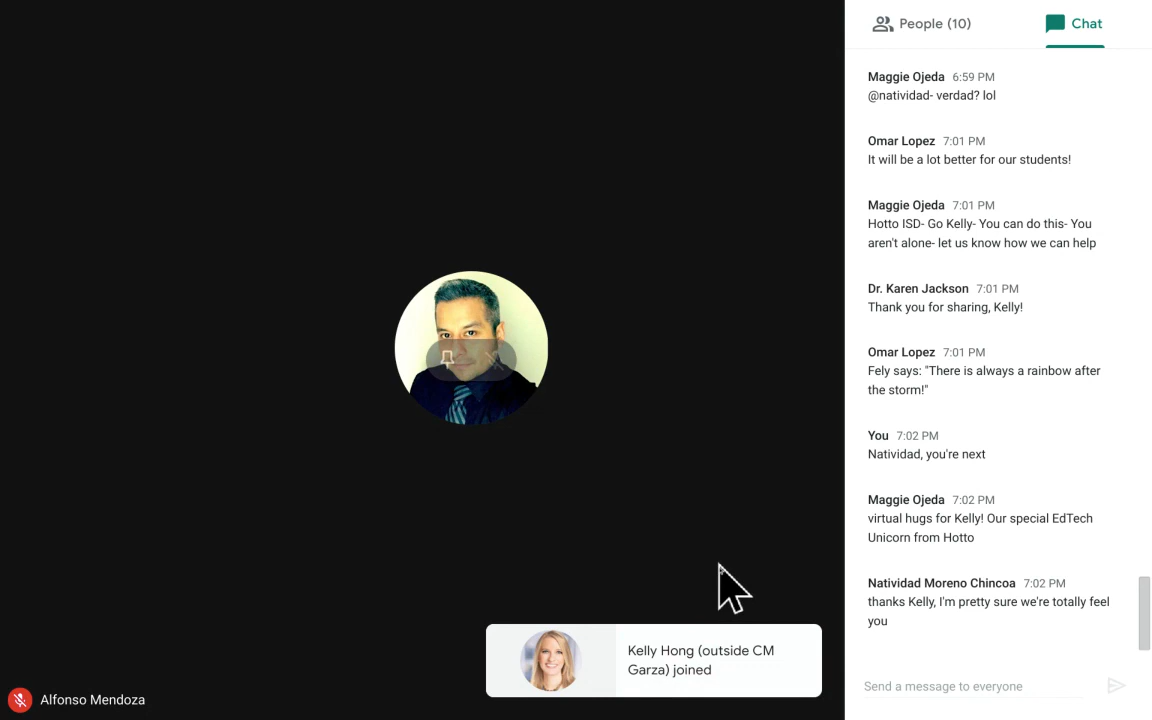 People (10)
Chat
Maggie Ojeda 6:59 PM
@natividad- verdad? lol
Omar Lopez 7:01 PM
It will be a lot better for our students!
Maggie Ojeda 7:01 PM
Hotto ISD- Go Kelly- You can do this- You
aren't alone- let us know how we can help
Dr. Karen Jackson 7:01 PM
Thank you for sharing, Kelly!
Omar Lopez 7:01 PM
Fely says: "There is always a rainbow after
the storm!"
You 7:02 PM
Natividad, you're next
Maggie Ojeda 7:02 PM
virtual hugs for Kelly! Our special EdTech
Unicorn from Hotto
Natividad Moreno Chincoa 7:02 PM
thanks Kelly, I'm pretty sure we're totally feel
you
Send a message to everyone
Kelly Hong (outside CM
Garza) joined
Alfonso Mendoza